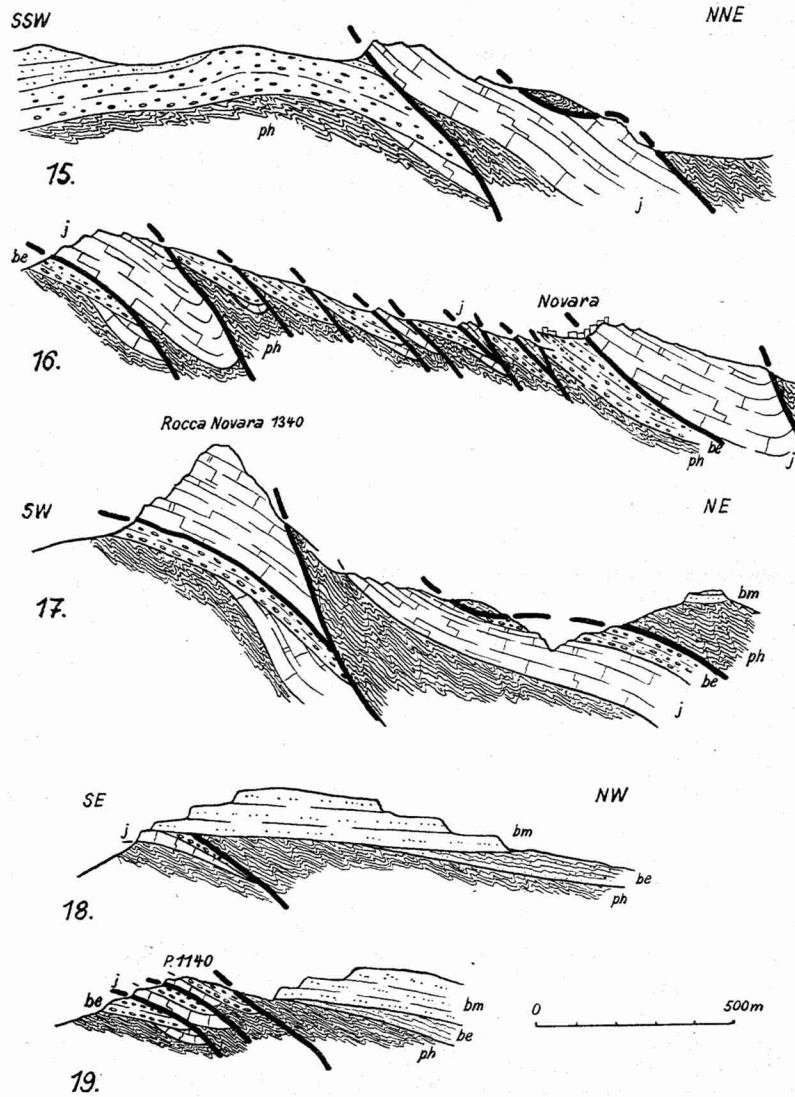 SSW
NNE
ph
j
15.
j
be
j
Novara
ph
be
ph
j
16.
Rocca Novara 1340
SW
NE
bm
ph
be
j
17.
SE
NW
j
bm
be
ph
18.
P. 1140
j
be
bm
be
ph
0 500m
19.